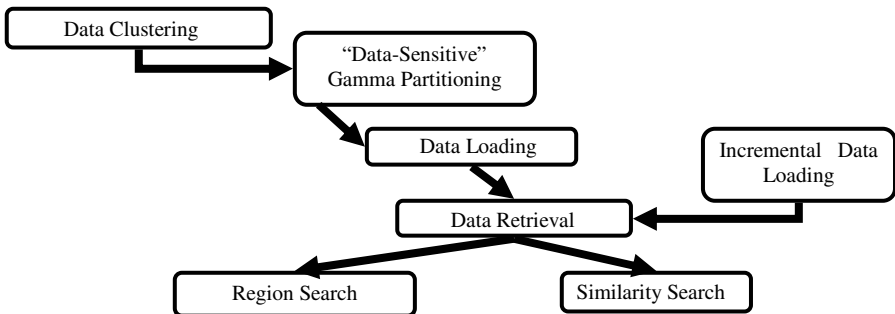 Data Clustering
“Data-Sensitive”
Gamma Partitioning
Data Loading
Incremental Data
Loading
Data Retrieval
Region Search
Similarity Search